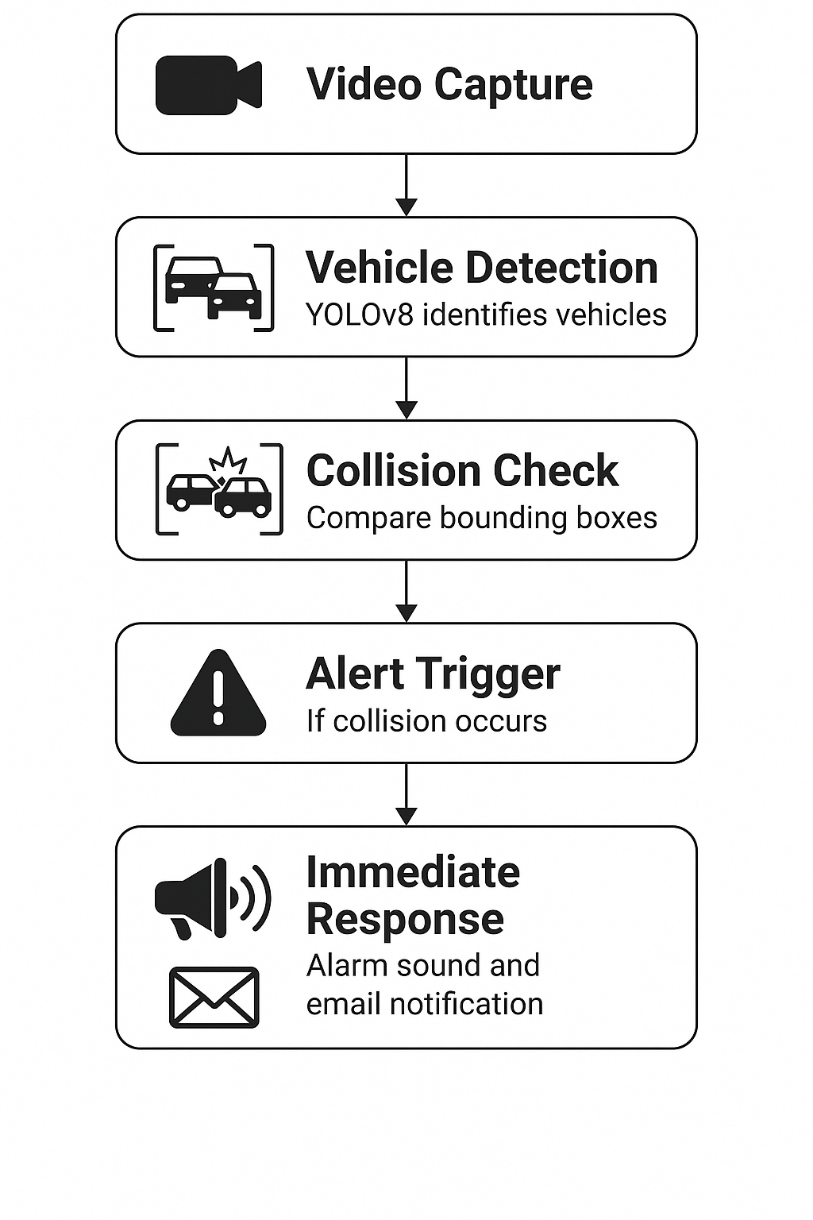 Video Capture
Vehicle Detection
YOLOv8 identifies vehicles
Collision Check
Compare bounding boxes
Alert Trigger
If collision occurs
Immediate
Response
Alarm sound and
email notification